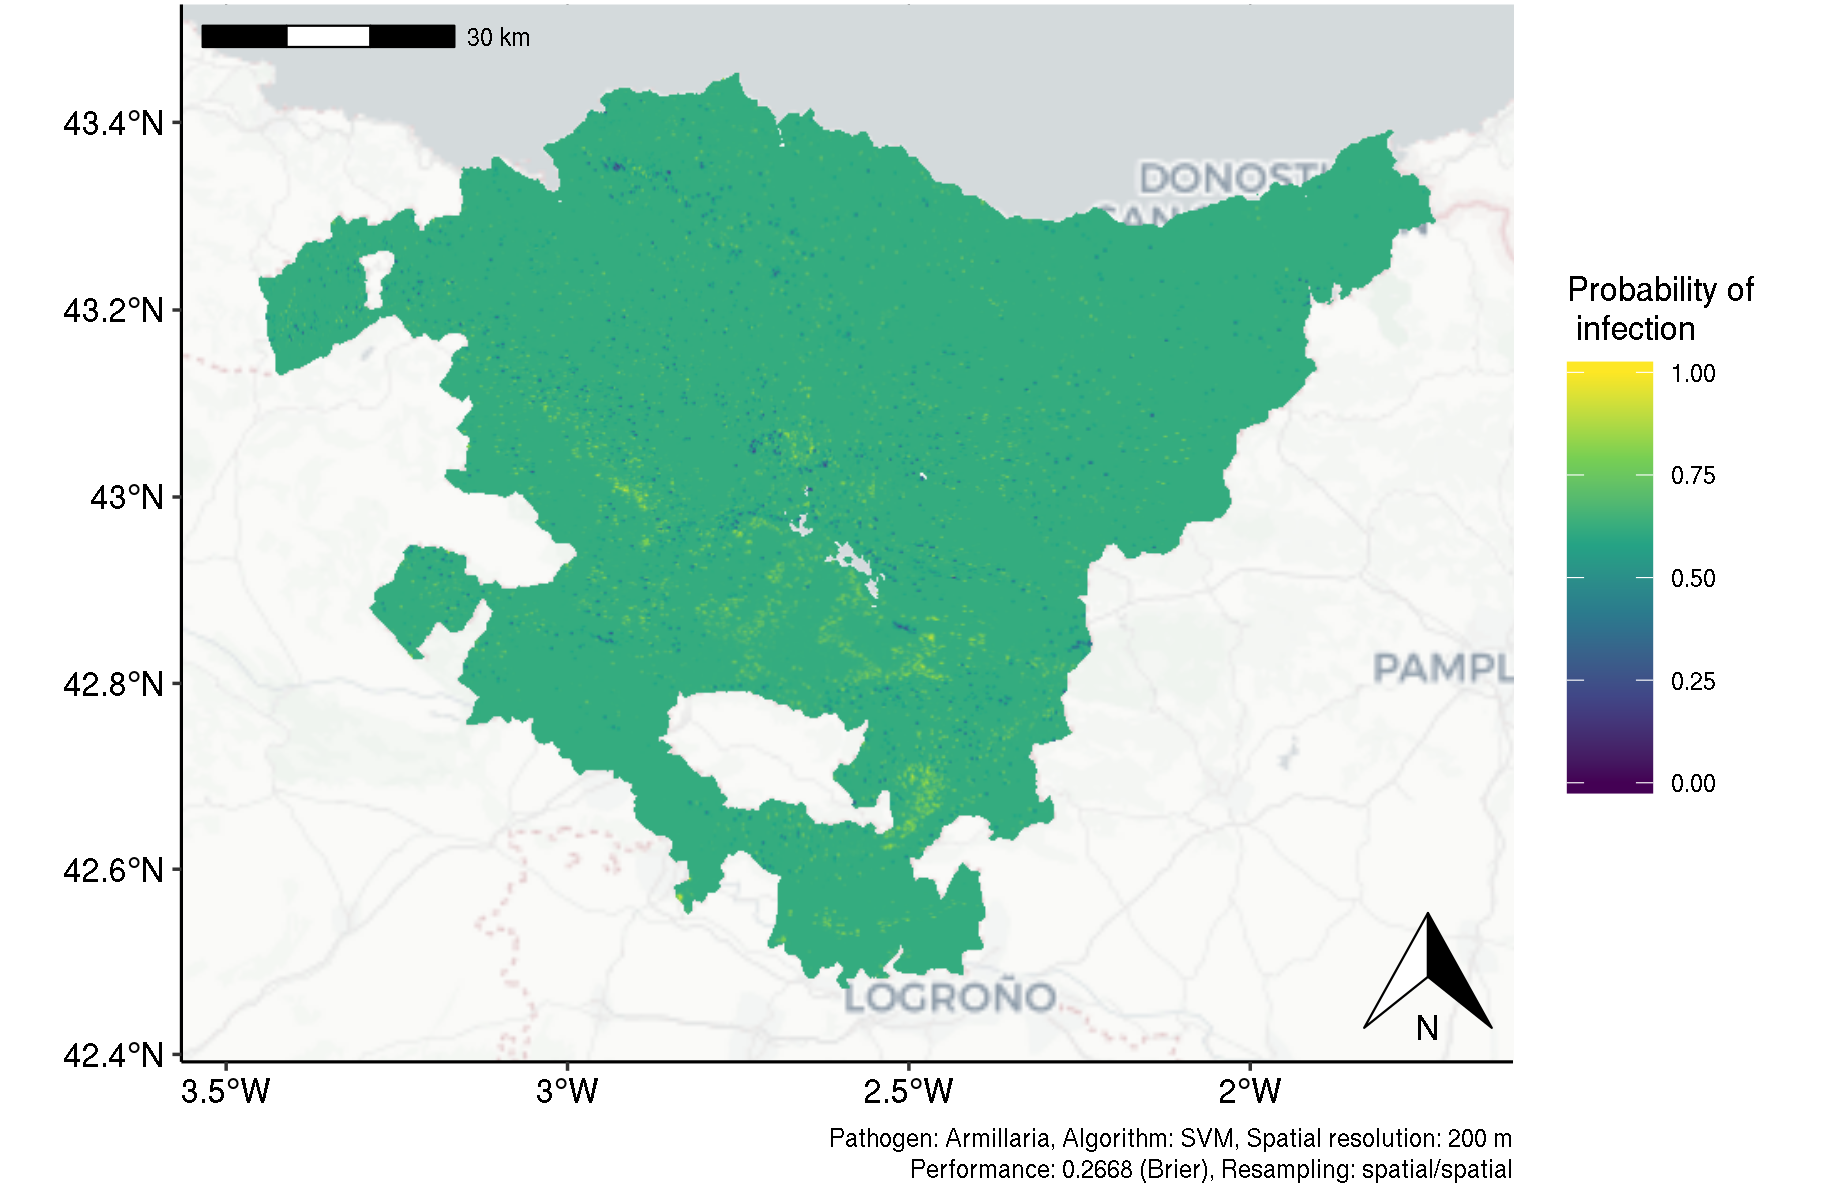 30 km
43.4°N
43.2°N
43°N
42.8°N
42.6°N
42.4°N
3.5°W
3°W
2.5°W
2°W
DONOSTI
PAMPL
LOGROÑO
N
Probability of
infection
1.00
0.75
0.50
0.25
0.00
Pathogen: Armillaria, Algorithm: SVM, Spatial resolution: 200 m
Performance: 0.2668 (Brier), Resampling: spatial/spatial